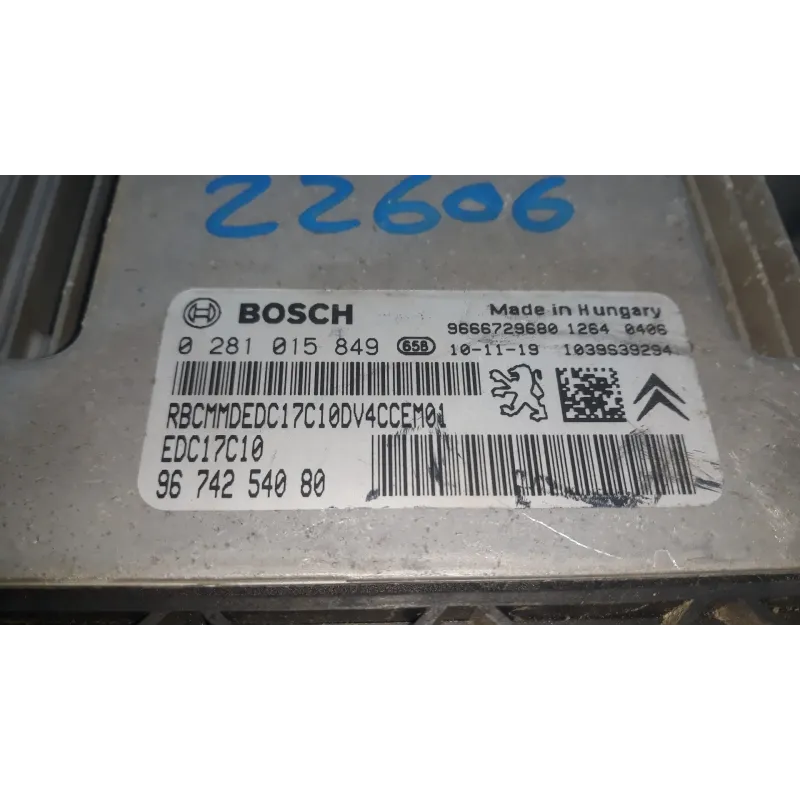 22606
BOSCH Made in Hungary
9666729680 1264 0406
0 281 015 849 658 10-11-19 1039S39294
RBCMMDEDC17C10DV4CCEM01
EDC17C10
96 742 540 80